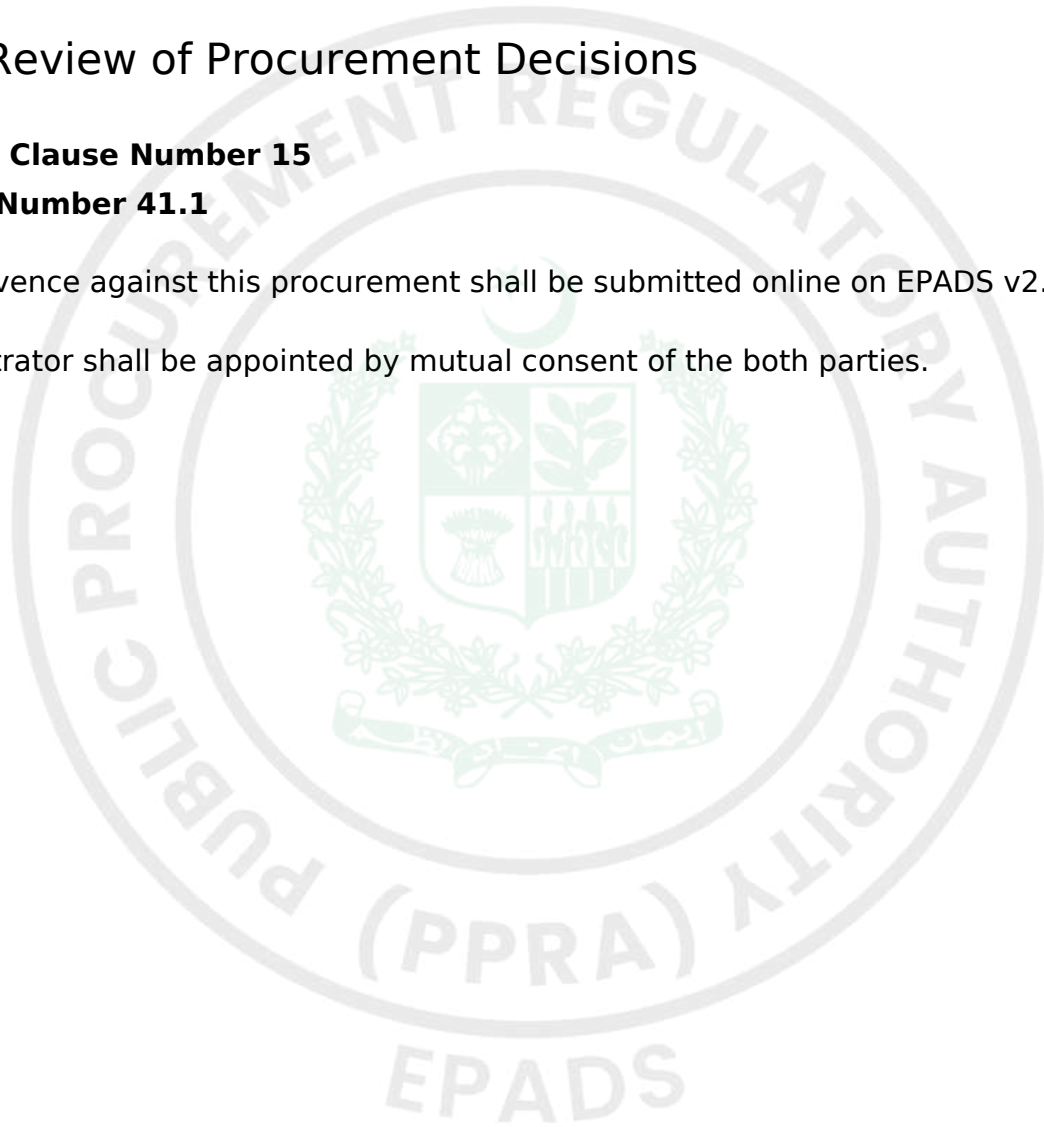 Review of Procurement Decisions
Clause Number 15
Number 41.1
vence against this procurement shall be submitted online on EPADS v2.
trator shall be appointed by mutual consent of the both parties.
PUBLIC PROCUREMENT REGULATORY AUTHORITY
(PPRA)
EPADS